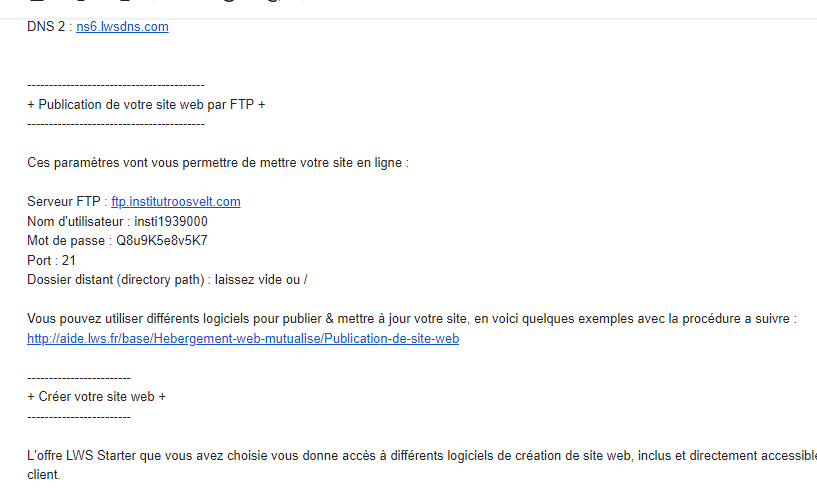 DNS 2 : ns6.lwsdns.com
-----------------------------------------
+ Publication de votre site web par FTP +
-----------------------------------------
Ces paramètres vont vous permettre de mettre votre site en ligne :
Serveur FTP : ftp.institutroosvelt.com
Nom d'utilisateur : insti1939000
Mot de passe : Q8u9K5e8v5K7
Port : 21
Dossier distant (directory path) : laissez vide ou /
Vous pouvez utiliser différents logiciels pour publier & mettre à jour votre site, en voici quelques exemples avec la procédure a suivre :
http://aide.lws.fr/base/Hebergement-web-mutualise/Publication-de-site-web
------------------------
+ Créer votre site web +
------------------------
L'offre LWS Starter que vous avez choisie vous donne accès à différents logiciels de création de site web, inclus et directement accessible
client.